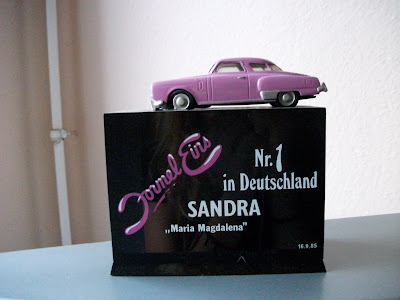 Formel Eins
Nr. 1
in Deutschland
SANDRA
„Maria Magdalena"
16.9.85